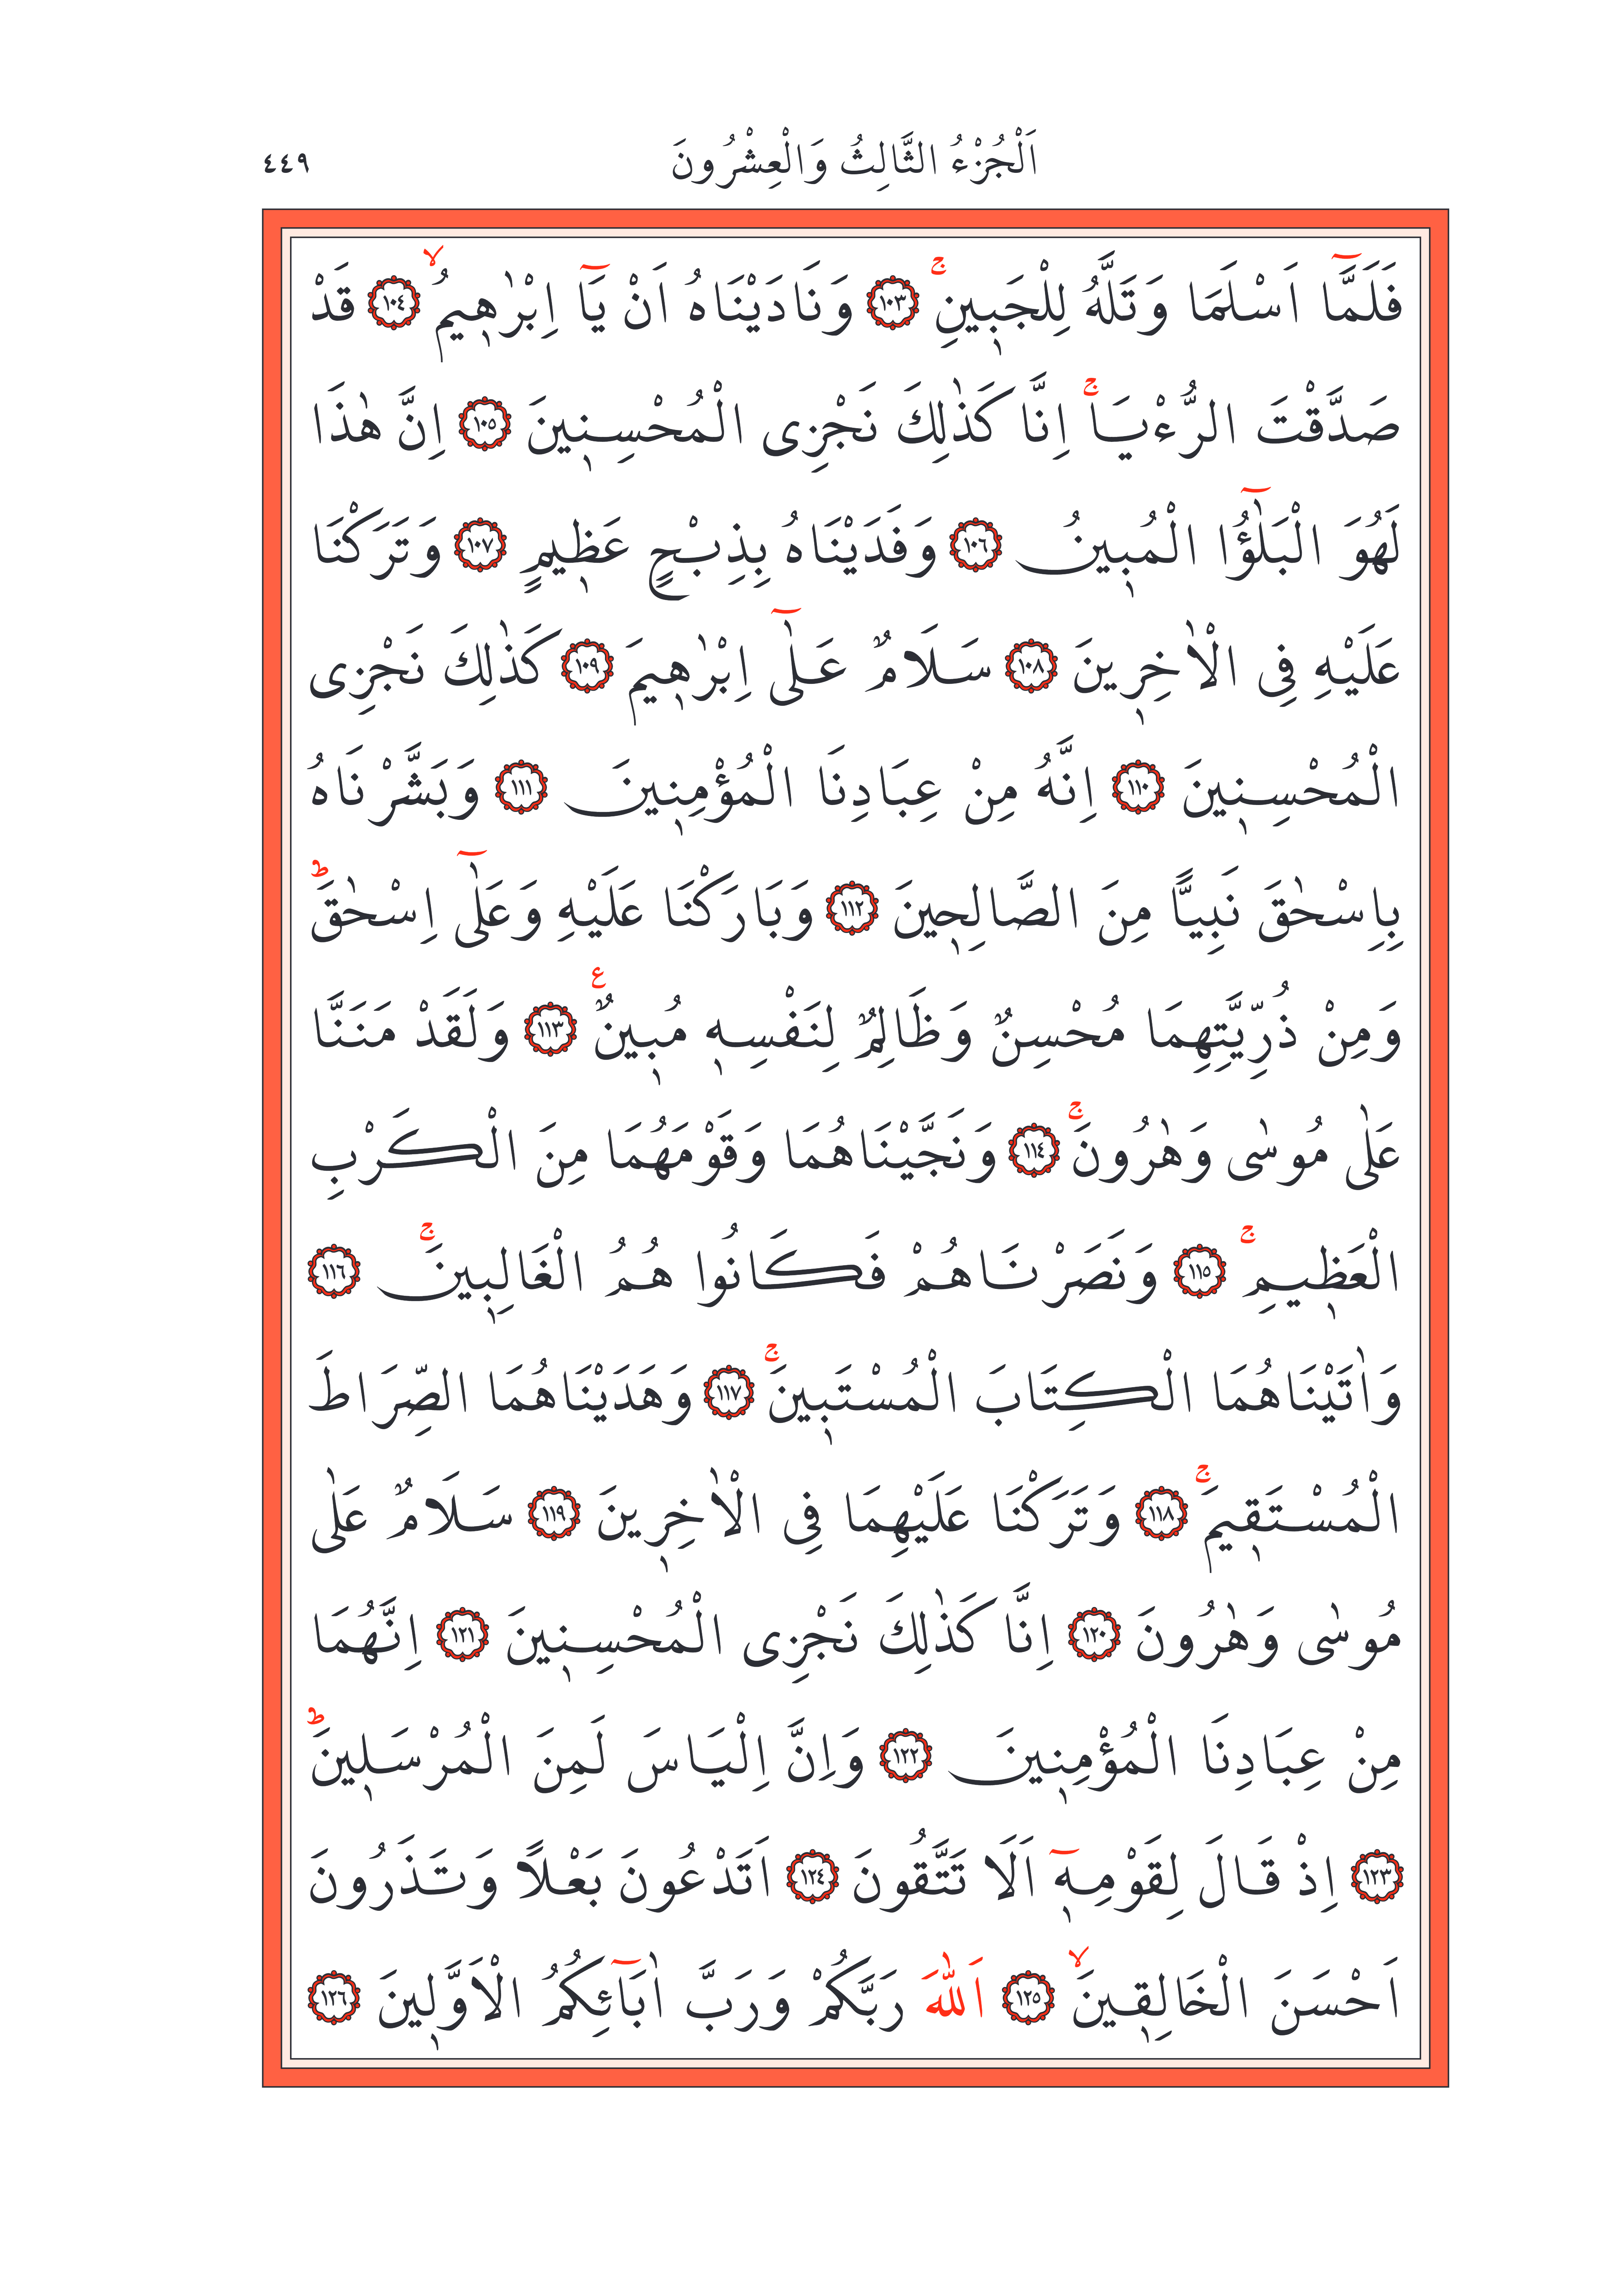 اَلْجُزْءُ الثَّالِثُ وَالْعِشْرُونَ ٤٤٩
فَلَمَّٓا اَسْلَمَا وَتَلَّهُ لِلْجَب۪ينِۚ ﴿١٠٣﴾ وَنَادَيْنَاهُ اَنْ يَٓا اِبْرٰه۪يمُۙ ﴿١٠٤﴾ قَدْ
صَدَّقْتَ الرُّءْيَاۚ اِنَّا كَذٰلِكَ نَجْزِى الْمُحْسِن۪ينَ ﴿١٠٥﴾ اِنَّ هٰذَا
لَهُوَ الْبَلٰٓؤُا الْمُب۪ينُ ﴿١٠٦﴾ وَفَدَيْنَاهُ بِذِبْحٍ عَظ۪يمٍ ﴿١٠٧﴾ وَتَرَكْنَا
عَلَيْهِ فِى الْاٰخِر۪ينَ ﴿١٠٨﴾ سَلَامٌ عَلٰٓى اِبْرٰه۪يمَ ﴿١٠٩﴾ كَذٰلِكَ نَجْزِى
الْمُحْسِن۪ينَ ﴿١١٠﴾ اِنَّهُ مِنْ عِبَادِنَا الْمُؤْمِن۪ينَ ﴿١١١﴾ وَبَشَّرْنَاهُ
بِاِسْحٰقَ نَبِيًّا مِنَ الصَّالِح۪ينَ ﴿١١٢﴾ وَبَارَكْنَا عَلَيْهِ وَعَلٰٓى اِسْحٰقَۜ
وَمِنْ ذُرِّيَّتِهِمَا مُحْسِنٌ وَظَالِمٌ لِنَفْسِه۪ مُب۪ينٌ۟ ﴿١١٣﴾ وَلَقَدْ مَنَنَّا
عَلٰى مُوسٰى وَهٰرُونَۚ ﴿١١٤﴾ وَنَجَّيْنَاهُمَا وَقَوْمَهُمَا مِنَ الْكَرْبِ
الْعَظ۪يمِۚ ﴿١١٥﴾ وَنَصَرْنَاهُمْ فَكَانُوا هُمُ الْغَالِب۪ينَۚ ﴿١١٦﴾
وَاٰتَيْنَاهُمَا الْكِتَابَ الْمُسْتَب۪ينَۚ ﴿١١٧﴾ وَهَدَيْنَاهُمَا الصِّرَاطَ
الْمُسْتَق۪يمَۚ ﴿١١٨﴾ وَتَرَكْنَا عَلَيْهِمَا فِى الْاٰخِر۪ينَ ﴿١١٩﴾ سَلَامٌ عَلٰى
مُوسٰى وَهٰرُونَ ﴿١٢٠﴾ اِنَّا كَذٰلِكَ نَجْزِى الْمُحْسِن۪ينَ ﴿١٢١﴾ اِنَّهُمَا
مِنْ عِبَادِنَا الْمُؤْمِن۪ينَ ﴿١٢٢﴾ وَاِنَّ اِلْيَاسَ لَمِنَ الْمُرْسَل۪ينَۜ
﴿١٢٣﴾ اِذْ قَالَ لِقَوْمِه۪ٓ اَلَا تَتَّقُونَ ﴿١٢٤﴾ اَتَدْعُونَ بَعْلًا وَتَذَرُونَ
اَحْسَنَ الْخَالِق۪ينَۙ ﴿١٢٥﴾ اَللّٰهَ رَبَّكُمْ وَرَبَّ اٰبَٓائِكُمُ الْاَوَّل۪ينَ ﴿١٢٦﴾